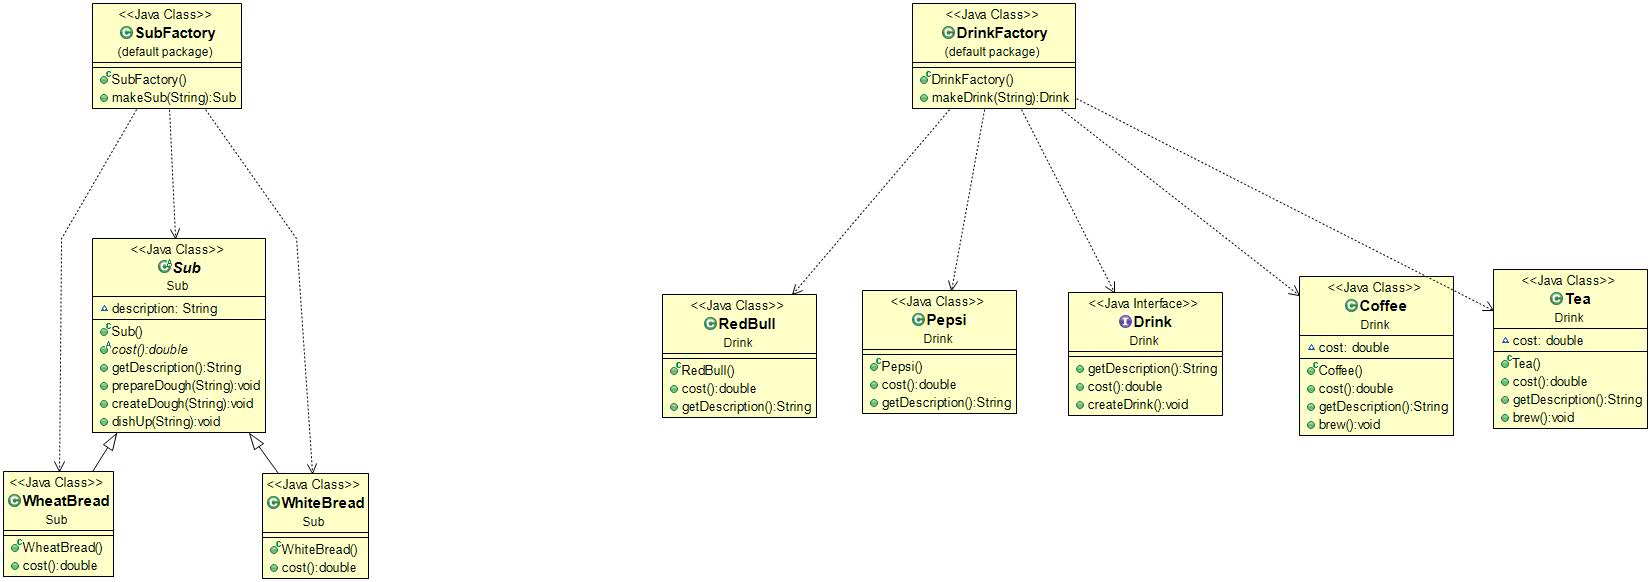 <<Java Class>>
SubFactory
(default package)
SubFactory()
makeSub(String):Sub
<<Java Class>>
DrinkFactory
(default package)
DrinkFactory()
makeDrink(String):Drink
<<Java Class>>
Sub
Sub
description: String
Sub()
cost():double
getDescription():String
prepareDough(String):void
createDough(String):void
dishUp(String):void
<<Java Class>>
RedBull
Drink
RedBull()
cost():double
getDescription():String
<<Java Class>>
Pepsi
Drink
Pepsi()
cost():double
getDescription():String
<<Java Interface>>
Drink
Drink
getDescription():String
cost():double
createDrink():void
<<Java Class>>
Coffee
Drink
cost: double
Coffee()
cost():double
getDescription():String
brew():void
<<Java Class>>
Tea
Drink
cost: double
Tea()
cost():double
getDescription():String
brew():void
<<Java Class>>
WheatBread
Sub
WheatBread()
cost():double
<<Java Class>>
WhiteBread
Sub
WhiteBread()
cost():double